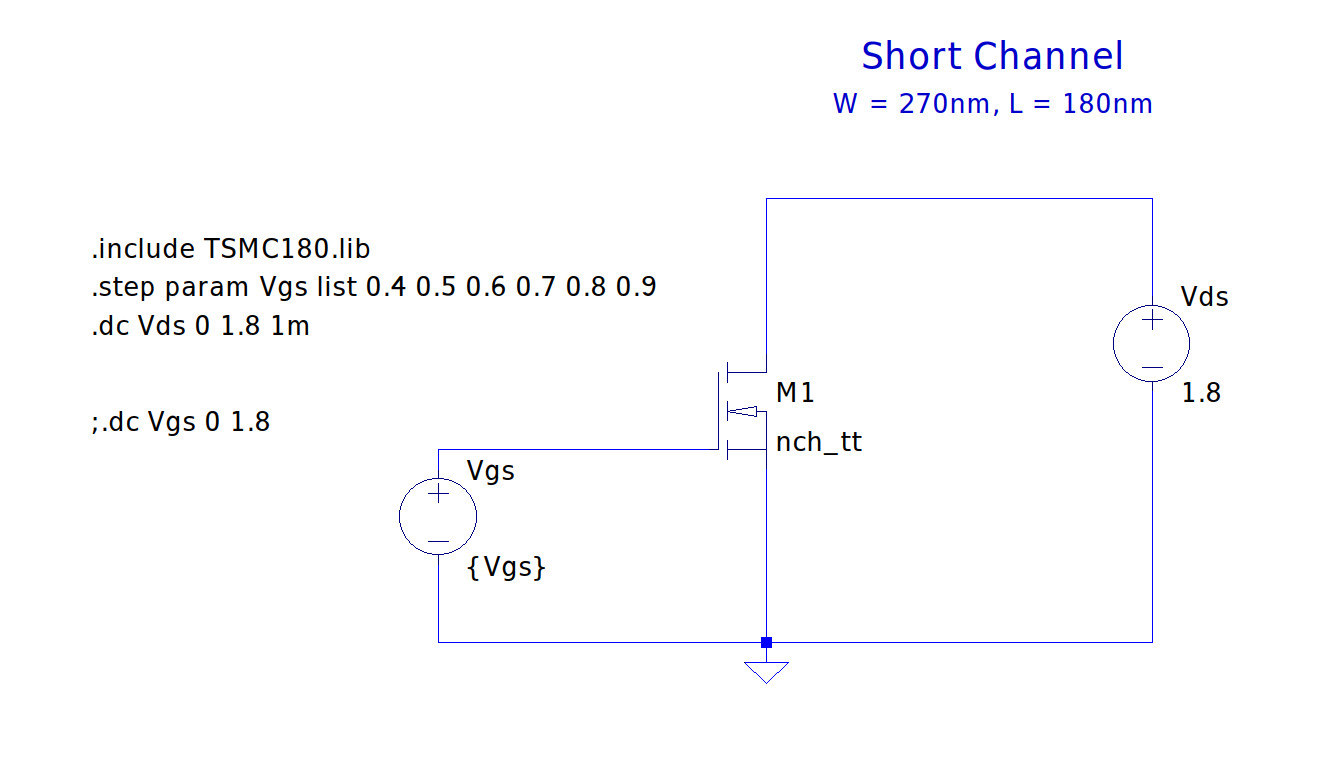 Short Channel
W = 270nm, L = 180nm
.include TSMC180.lib
.step param Vgs list 0.4 0.5 0.6 0.7 0.8 0.9
.dc Vds 0 1.8 1m
;.dc Vgs 0 1.8
Vds
1.8
M1
nch_tt
Vgs
{Vgs}